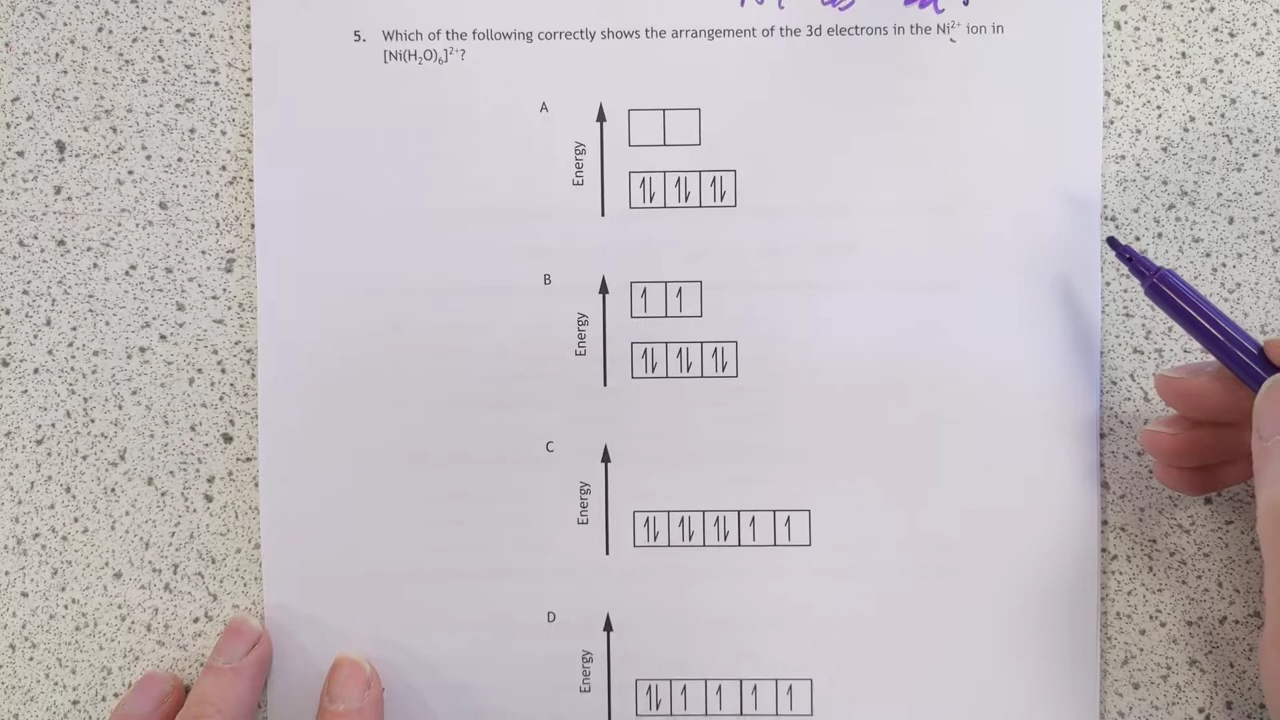 5. Which of the following correctly shows the arrangement of the 3d electrons in the Ni²⁺ ion in
[Ni(H₂O)₆]²⁺?
A
Energy
B
Energy
C
Energy
D
Energy